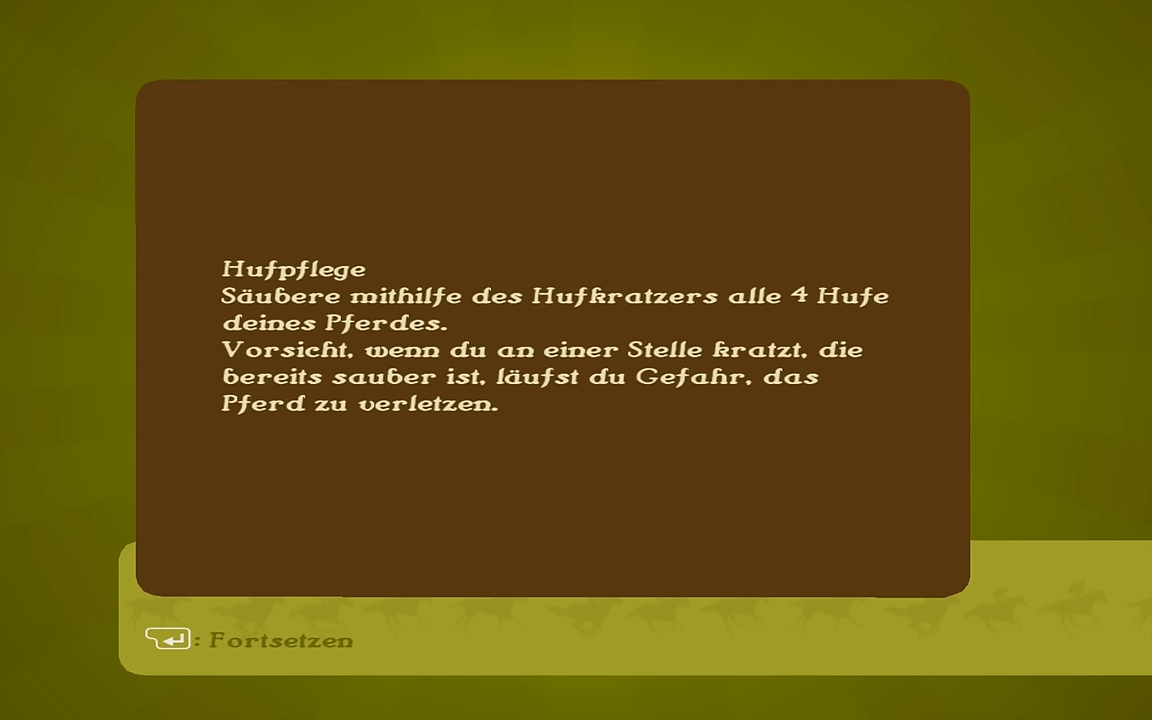 Hufpflege
Säubere mithilfe des Hufkratzers alle 4 Hufe
deines Pferdes.
Vorsicht, wenn du an einer Stelle kratzt, die
bereits sauber ist, läufst du Gefahr, das
Pferd zu verletzen.
: Fortsetzen